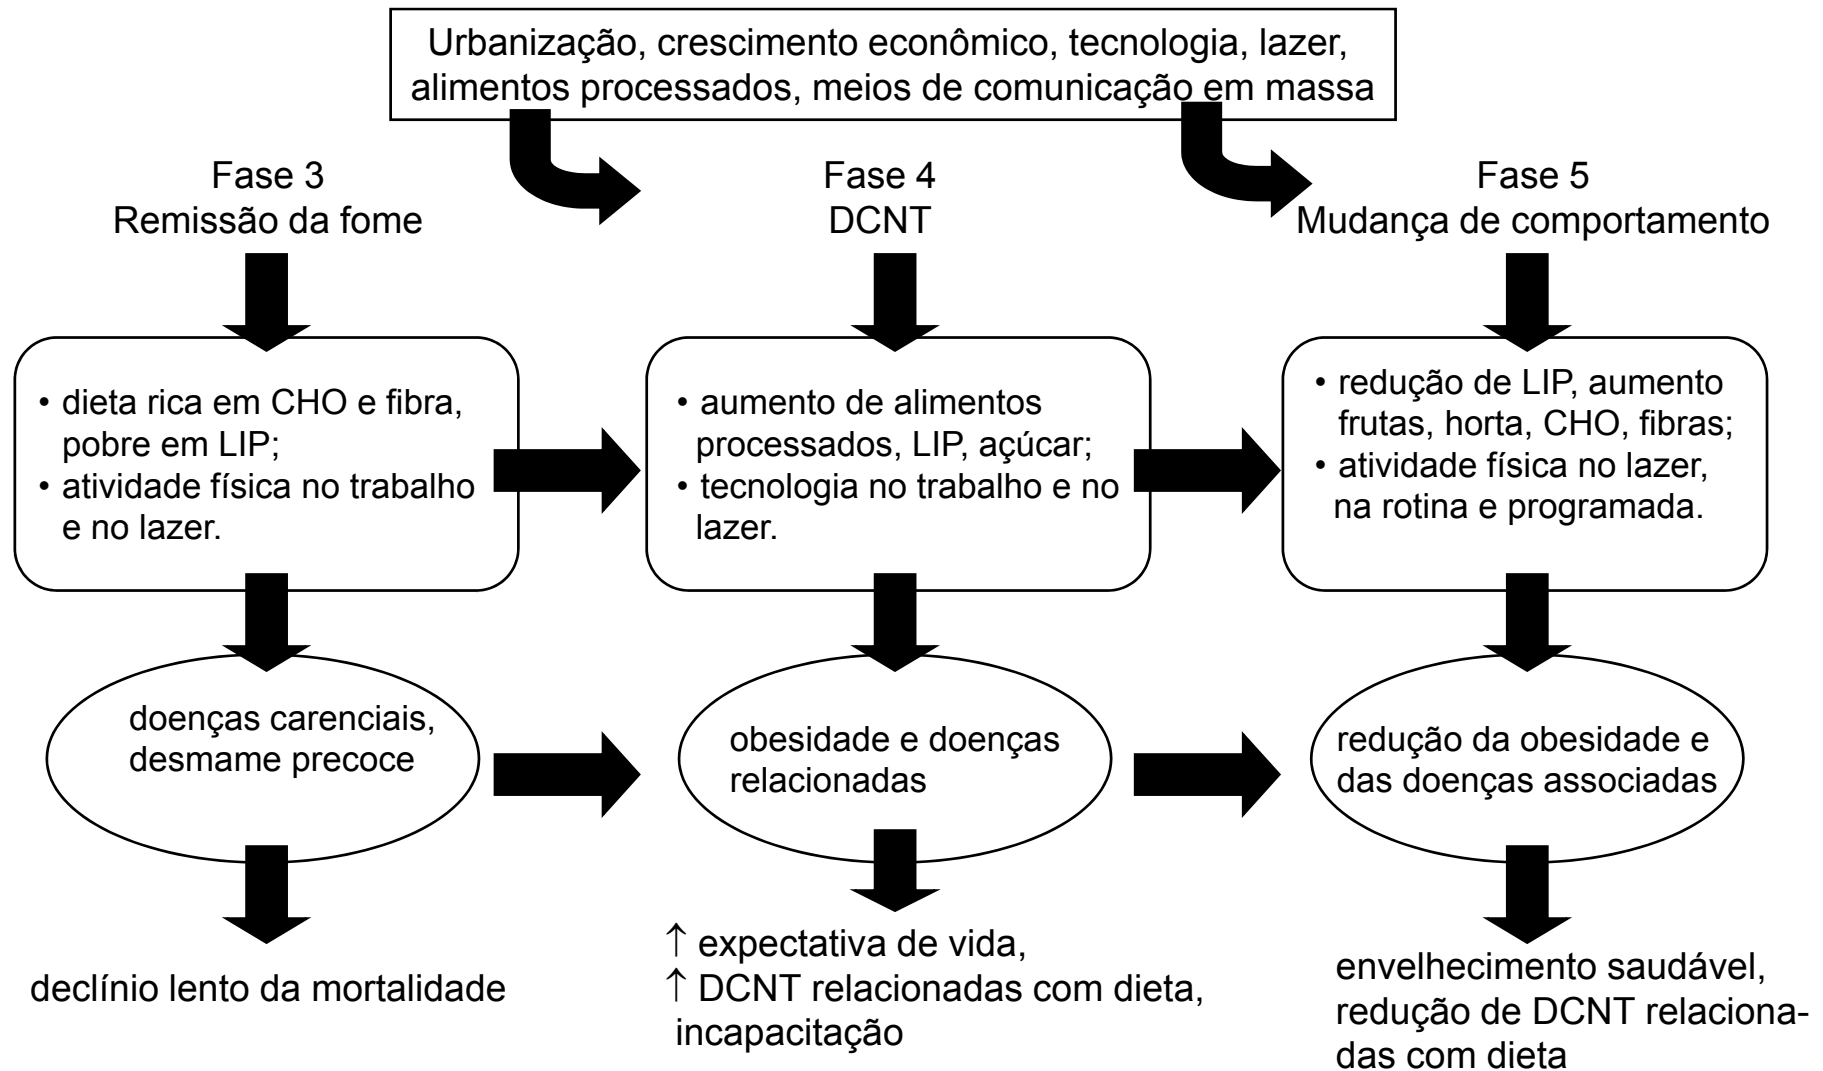 Urbanização, crescimento econômico, tecnologia, lazer,
alimentos processados, meios de comunicação em massa
Fase 3
Remissão da fome
Fase 4
DCNT
Fase 5
Mudança de comportamento
• dieta rica em CHO e fibra,
pobre em LIP;
• atividade física no trabalho
e no lazer.
• aumento de alimentos
processados, LIP, açúcar;
• tecnologia no trabalho e no
lazer.
• redução de LIP, aumento
frutas, horta, CHO, fibras;
• atividade física no lazer,
na rotina e programada.
doenças carenciais,
desmame precoce
obesidade e doenças
relacionadas
redução da obesidade e
das doenças associadas
declínio lento da mortalidade
↑ expectativa de vida,
↑ DCNT relacionadas com dieta,
incapacitação
envelhecimento saudável,
redução de DCNT relaciona-
das com dieta